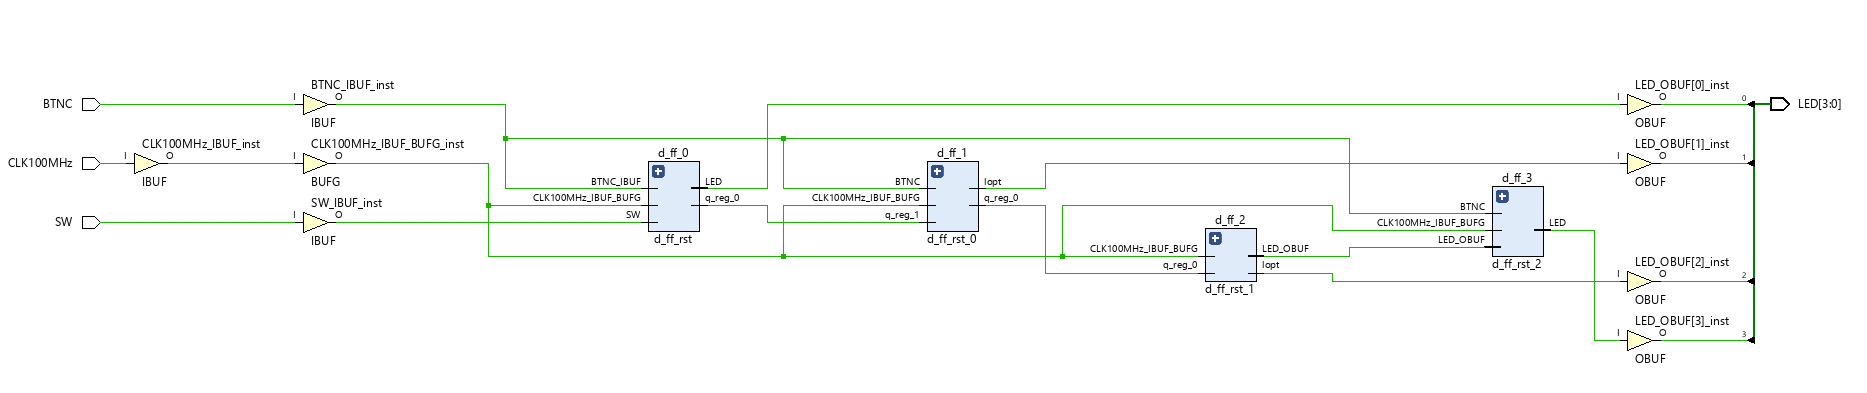 BTNC
I
BTNC_IBUF_inst
O
IBUF
CLK100MHz
I
CLK100MHz_IBUF_inst
O
IBUF
I
CLK100MHz_IBUF_BUFG_inst
O
BUFG
SW
I
SW_IBUF_inst
O
IBUF
d_ff_0
BTNC_IBUF
CLK100MHz_IBUF_BUFG
SW
LED
q_reg_0
d_ff_rst
d_ff_1
BTNC
CLK100MHz_IBUF_BUFG
q_reg_1
lopt
q_reg_0
d_ff_rst_0
d_ff_2
CLK100MHz_IBUF_BUFG
q_reg_0
LED_OBUF
lopt
d_ff_rst_1
d_ff_3
BTNC
CLK100MHz_IBUF_BUFG
LED_OBUF
LED
d_ff_rst_2
LED_OBUF[0]_inst
I
O
OBUF
0
LED[3:0]
LED_OBUF[1]_inst
I
O
OBUF
1
LED_OBUF[2]_inst
I
O
OBUF
2
LED_OBUF[3]_inst
I
O
OBUF
3